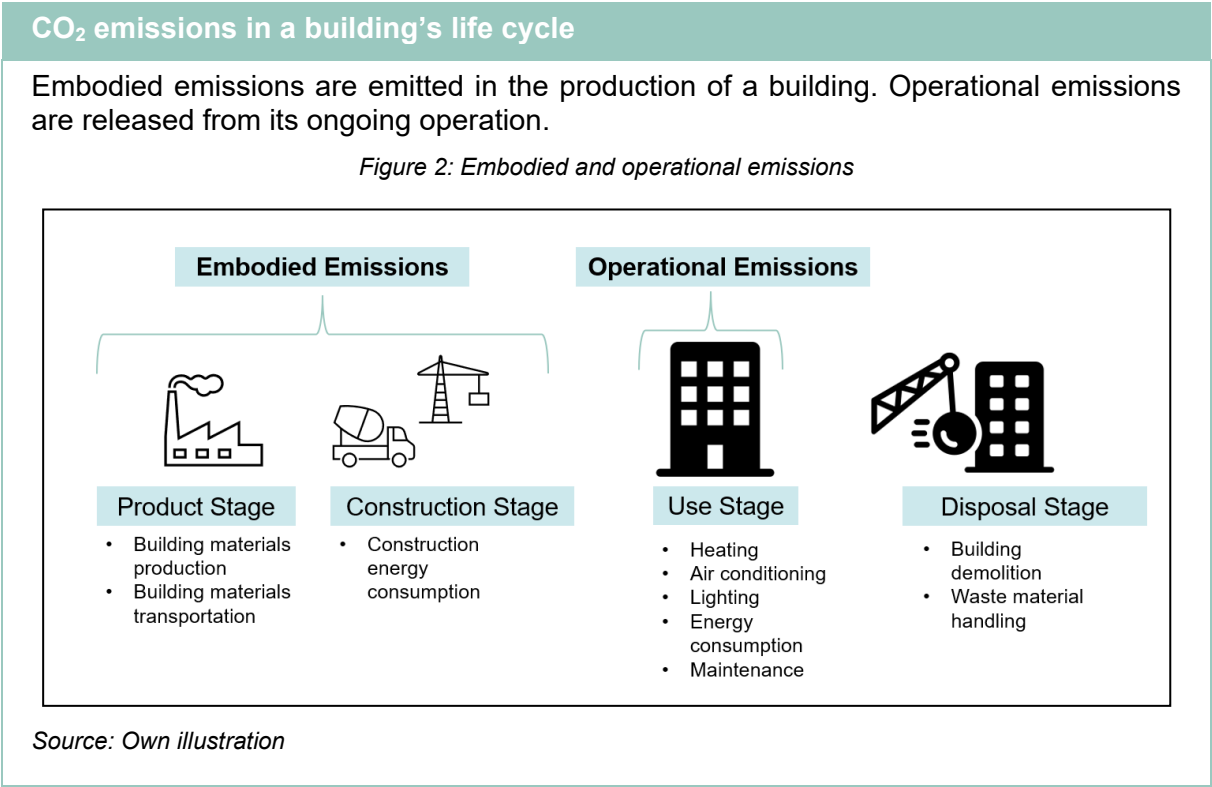 CO₂ emissions in a building’s life cycle
Embodied emissions are emitted in the production of a building. Operational emissions
are released from its ongoing operation.
Figure 2: Embodied and operational emissions
Embodied Emissions
Operational Emissions
Product Stage
• Building materials
production
• Building materials
transportation
Construction Stage
• Construction
energy
consumption
Use Stage
• Heating
• Air conditioning
• Lighting
• Energy
consumption
• Maintenance
Disposal Stage
• Building
demolition
• Waste material
handling
Source: Own illustration